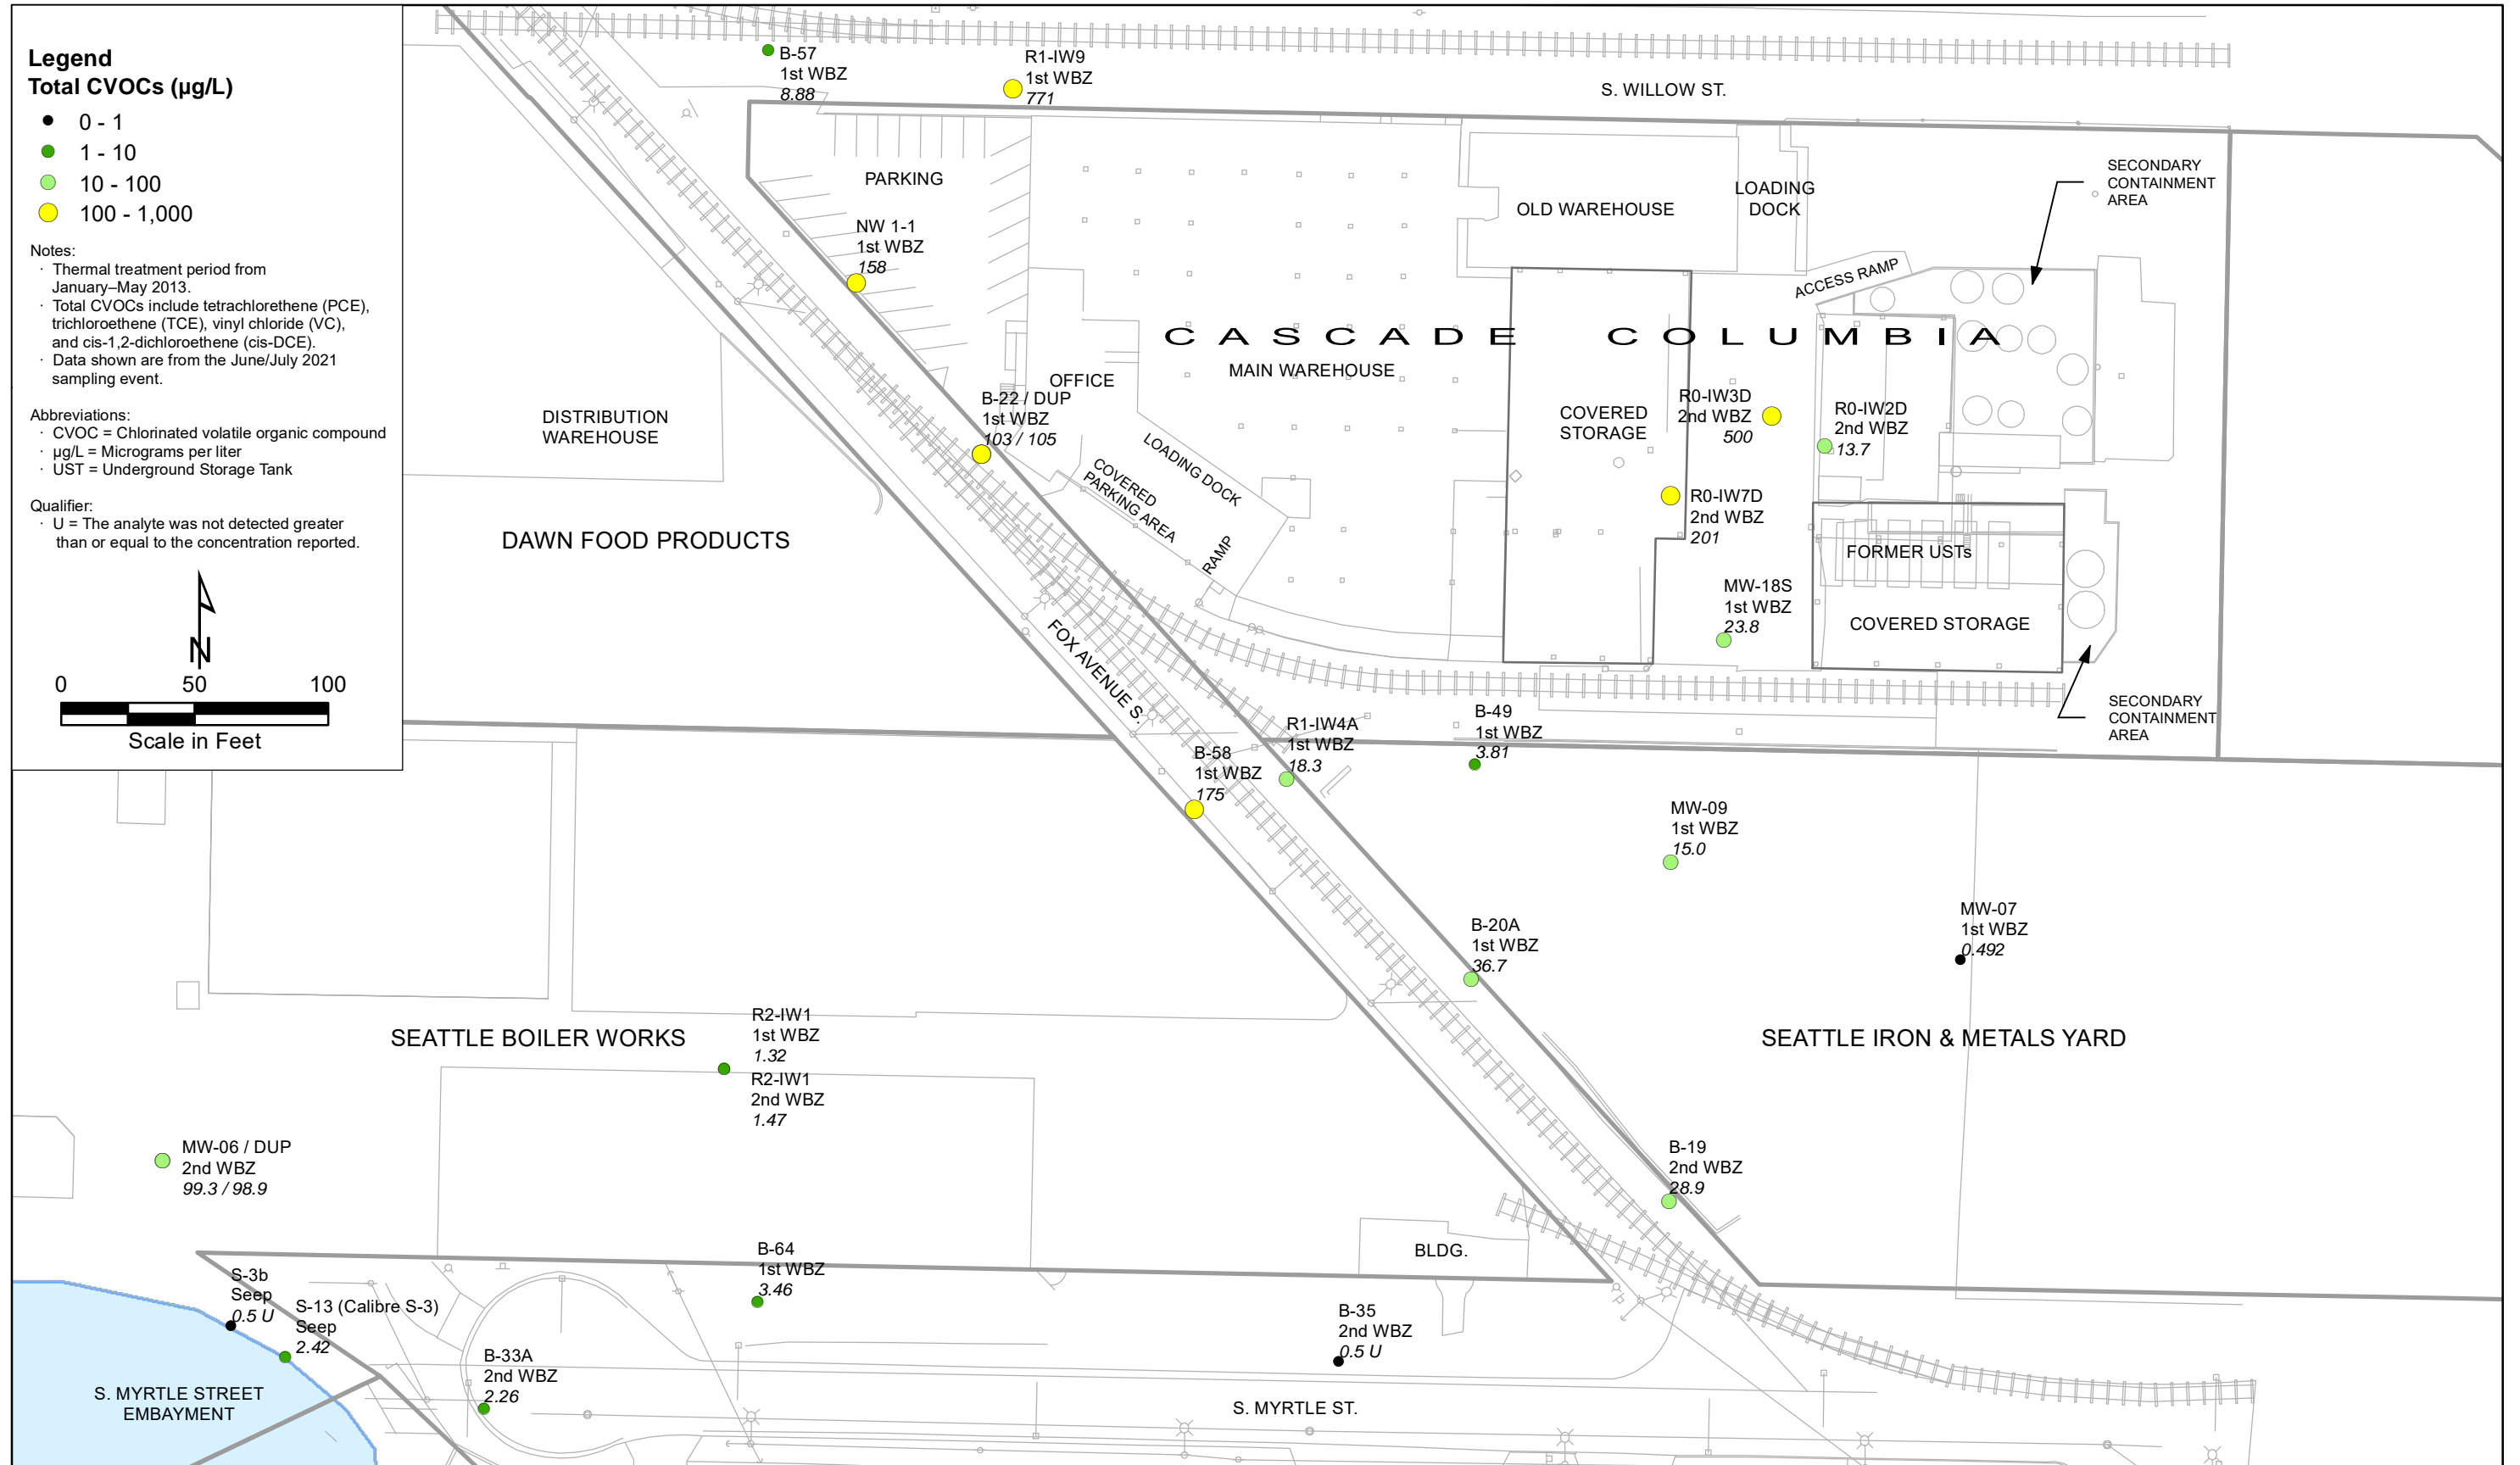 Legend
Total CVOCs (µg/L)
0 - 1
1 - 10
10 - 100
100 - 1,000
Notes:
· Thermal treatment period from
January–May 2013.
· Total CVOCs include tetrachlorethene (PCE),
trichloroethene (TCE), vinyl chloride (VC),
and cis-1,2-dichloroethene (cis-DCE).
· Data shown are from the June/July 2021
sampling event.
Abbreviations:
· CVOC = Chlorinated volatile organic compound
· µg/L = Micrograms per liter
· UST = Underground Storage Tank
Qualifier:
· U = The analyte was not detected greater
than or equal to the concentration reported.
N
0 50 100
Scale in Feet
B-57
1st WBZ
8.88
R1-IW9
1st WBZ
771
S. WILLOW ST.
PARKING
NW 1-1
1st WBZ
158
OLD WAREHOUSE
LOADING
DOCK
SECONDARY
CONTAINMENT
AREA
ACCESS RAMP
CASCADE COLUMBIA
MAIN WAREHOUSE
OFFICE
B-22 / DUP
1st WBZ
103 / 105
DISTRIBUTION
WAREHOUSE
COVERED
STORAGE
R0-IW3D
2nd WBZ
500
R0-IW2D
2nd WBZ
13.7
LOADING DOCK
COVERED
PARKING AREA
RAMP
R0-IW7D
2nd WBZ
201
DAWN FOOD PRODUCTS
FORMER USTs
MW-18S
1st WBZ
23.8
COVERED STORAGE
FOX AVENUE S.
SECONDARY
CONTAINMENT
AREA
R1-IW4A
1st WBZ
18.3
B-49
1st WBZ
3.81
B-58
1st WBZ
175
MW-09
1st WBZ
15.0
MW-07
1st WBZ
0.492
B-20A
1st WBZ
36.7
SEATTLE BOILER WORKS
R2-IW1
1st WBZ
1.32
R2-IW1
2nd WBZ
1.47
SEATTLE IRON & METALS YARD
MW-06 / DUP
2nd WBZ
99.3 / 98.9
B-19
2nd WBZ
28.9
B-64
1st WBZ
3.46
BLDG.
S-3b
Seep
0.5 U
S-13 (Calibre S-3)
Seep
2.42
B-35
2nd WBZ
0.5 U
B-33A
2nd WBZ
2.26
S. MYRTLE STREET
EMBAYMENT
S. MYRTLE ST.